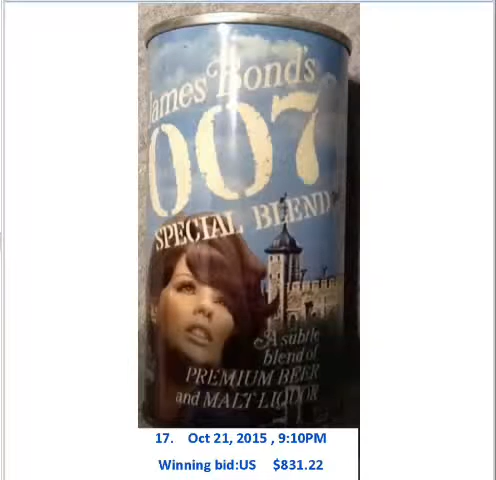 James Bond's
007
SPECIAL BLEND
A subtle
blend of
PREMIUM BEER
and MALT LIQUOR
17. Oct 21, 2015 , 9:10PM
Winning bid:US $831.22